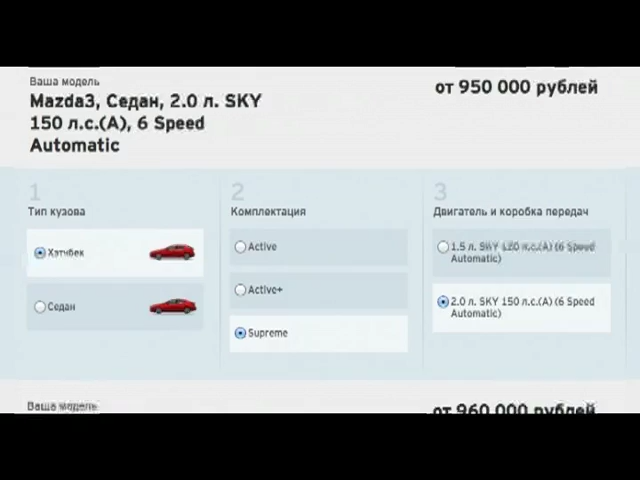 Ваша модель
от 950 000 рублей
Mazda3, Седан, 2.0 л. SKY
150 л.с.(A), 6 Speed
Automatic
1
Тип кузова
Хэтчбек
Седан
2
Комплектация
Active
Active+
Supreme
3
Двигатель и коробка передач
1.5 л. SKY 120 л.с.(A) (6 Speed
Automatic)
2.0 л. SKY 150 л.с.(A) (6 Speed
Automatic)
Ваша модель
от 960 000 рублей